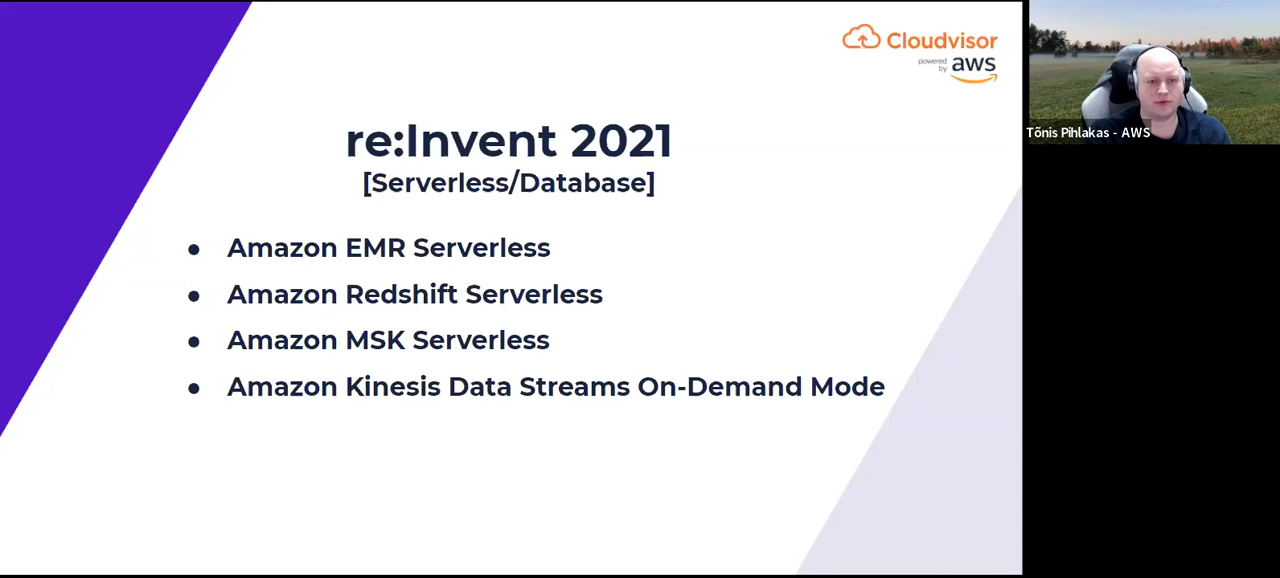 Cloudvisor
powered by aws
re:Invent 2021
[Serverless/Database]
● Amazon EMR Serverless
● Amazon Redshift Serverless
● Amazon MSK Serverless
● Amazon Kinesis Data Streams On-Demand Mode
Tõnis Pihlakas - AWS